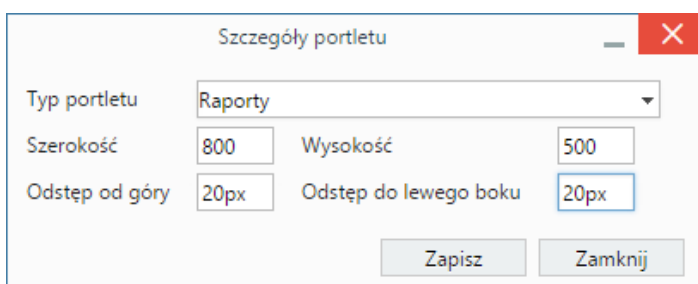 Szczegóły portletu
Typ portletu Raporty
Szerokość 800 Wysokość 500
Odstęp od góry 20px Odstęp do lewego boku 20px
Zapisz Zamknij